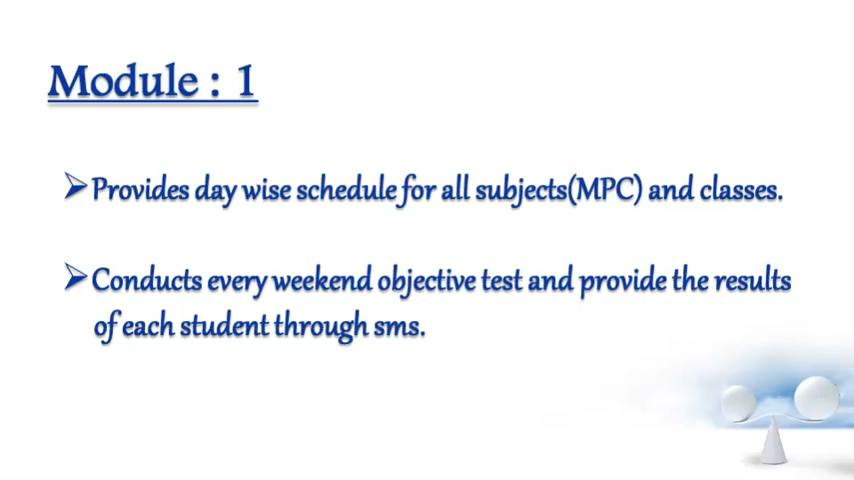 Module : 1
Provides day wise schedule for all subjects(MPC) and classes.
Conducts every weekend objective test and provide the results
of each student through sms.